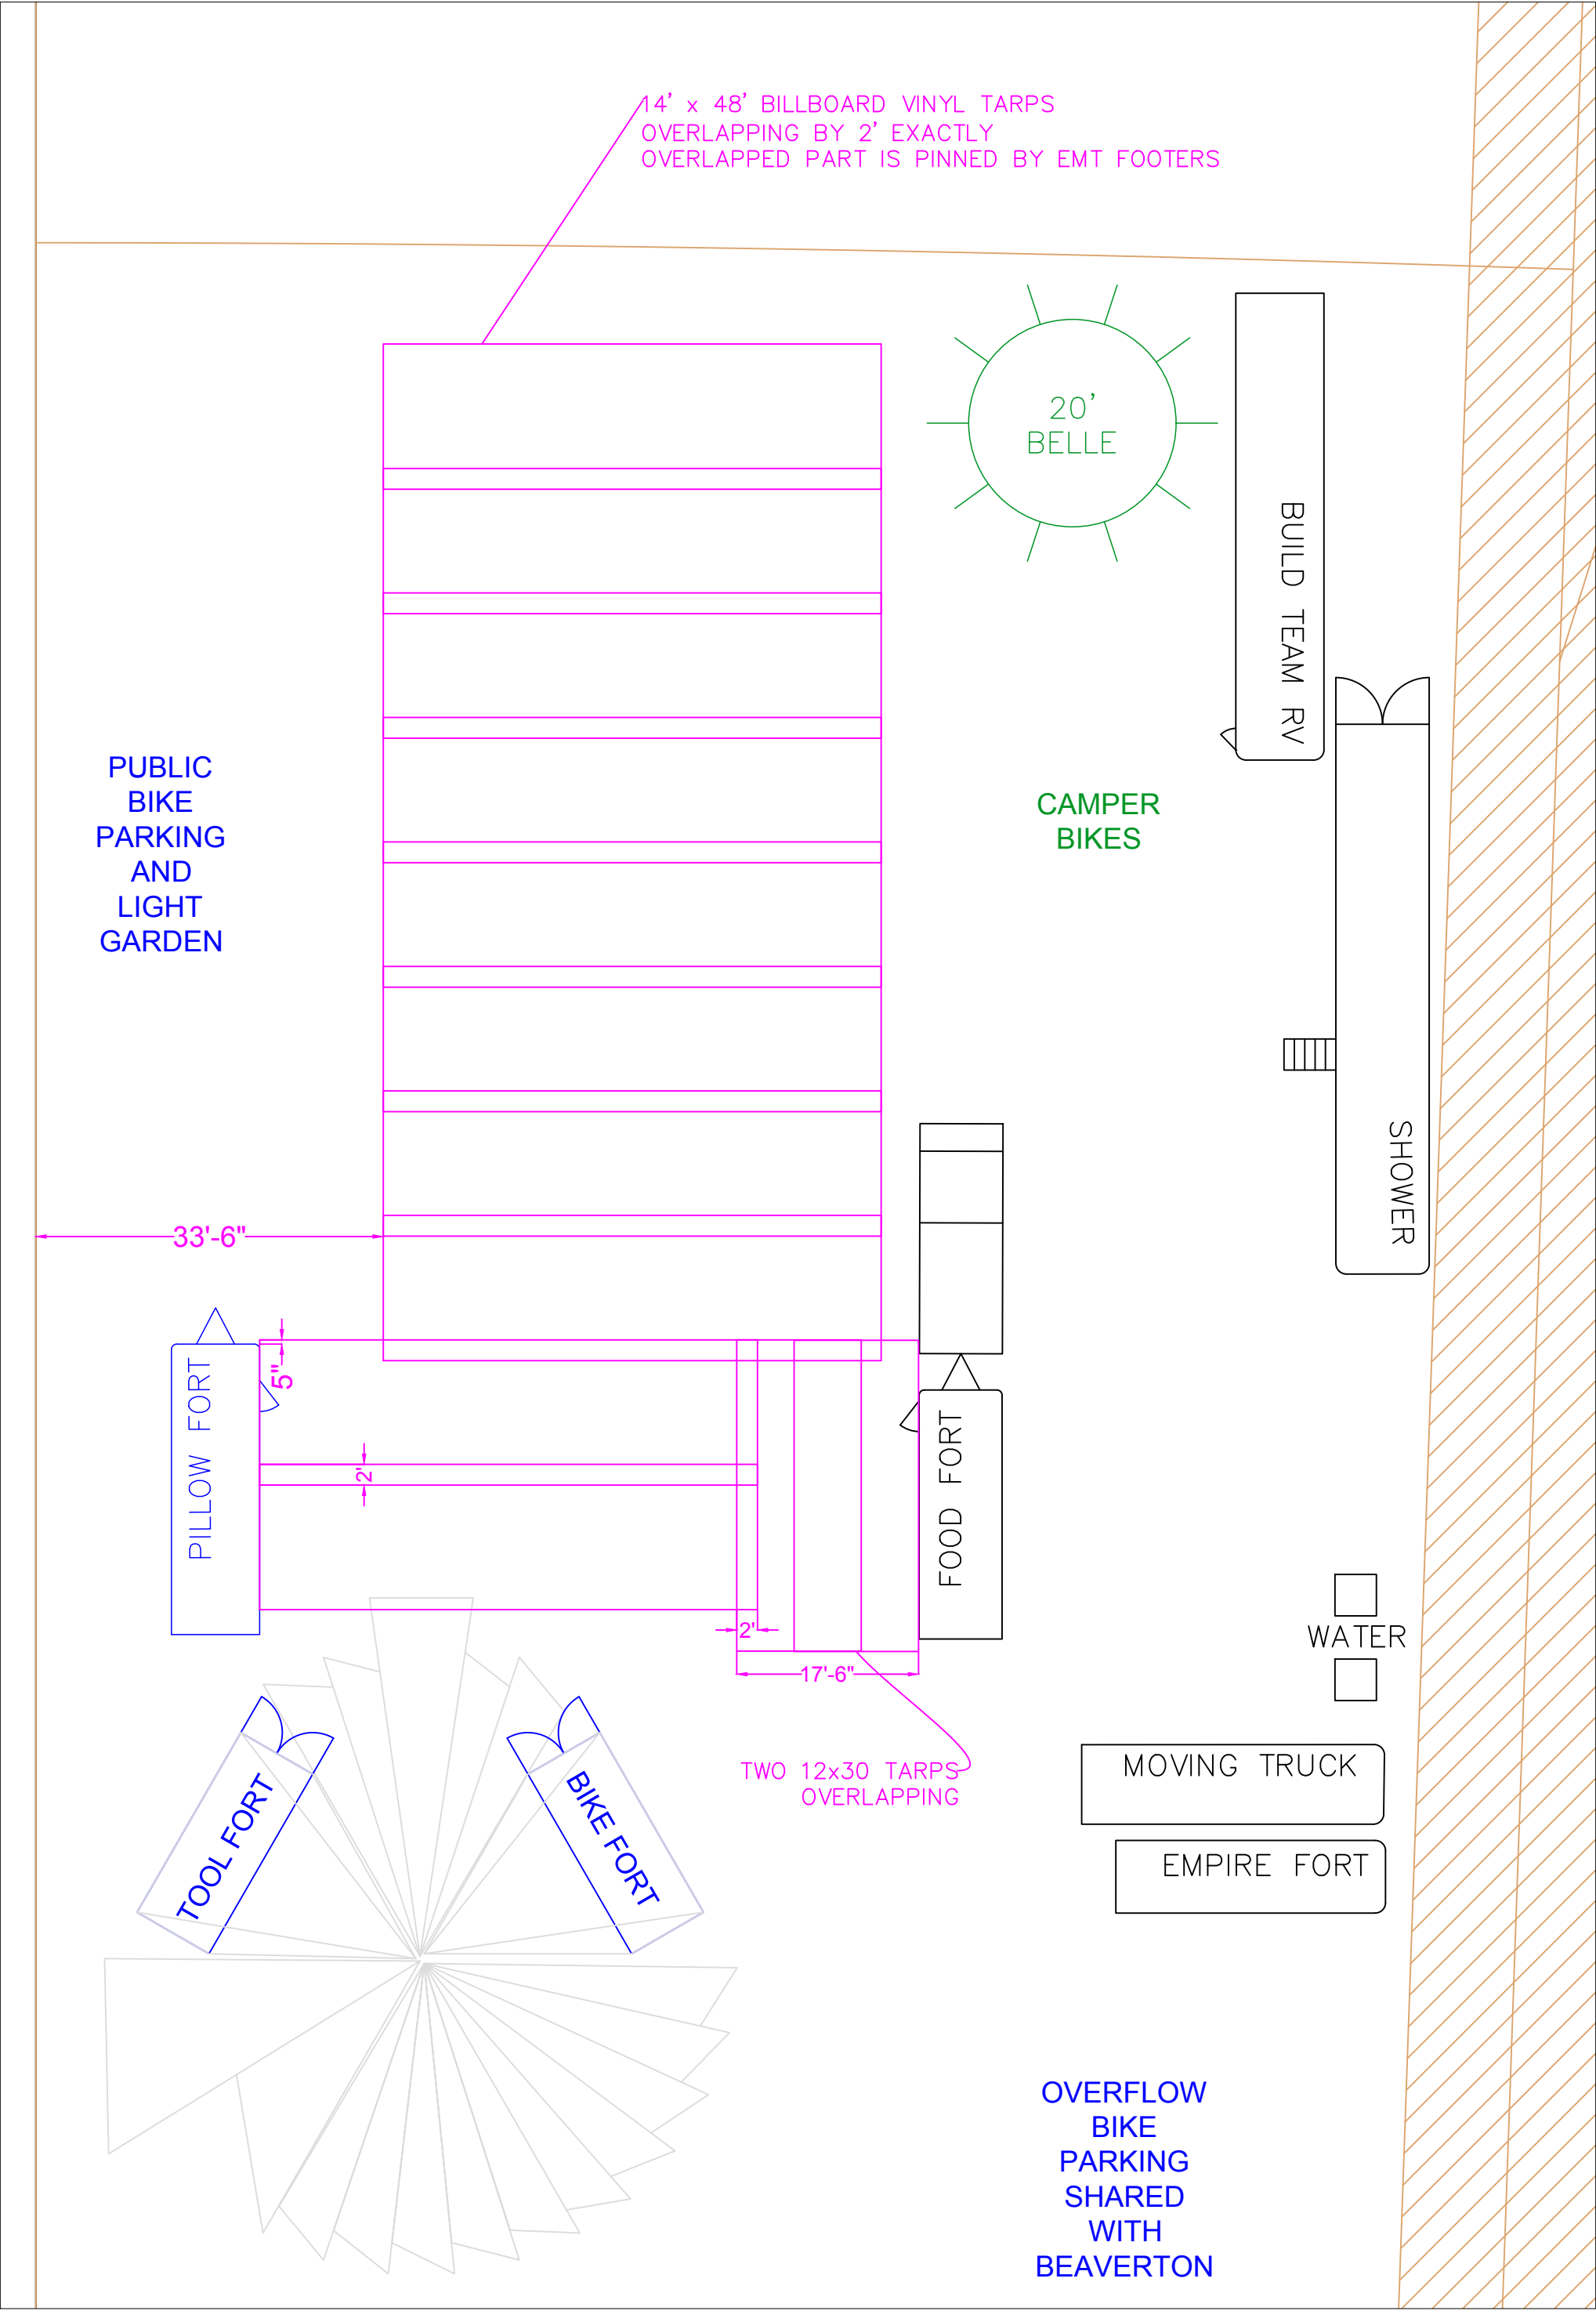 14' x 48' BILLBOARD VINYL TARPS
OVERLAPPING BY 2' EXACTLY
OVERLAPPED PART IS PINNED BY EMT FOOTERS
20'
BELLE
BUILD TEAM RV
PUBLIC
BIKE
PARKING
AND
LIGHT
GARDEN
CAMPER
BIKES
SHOWER
33'-6"
5"
PILLOW FORT
2'
FOOD FORT
2'
17'-6"
WATER
TWO 12x30 TARPS
OVERLAPPING
MOVING TRUCK
EMPIRE FORT
TOOL FORT
BIKE FORT
OVERFLOW
BIKE
PARKING
SHARED
WITH
BEAVERTON